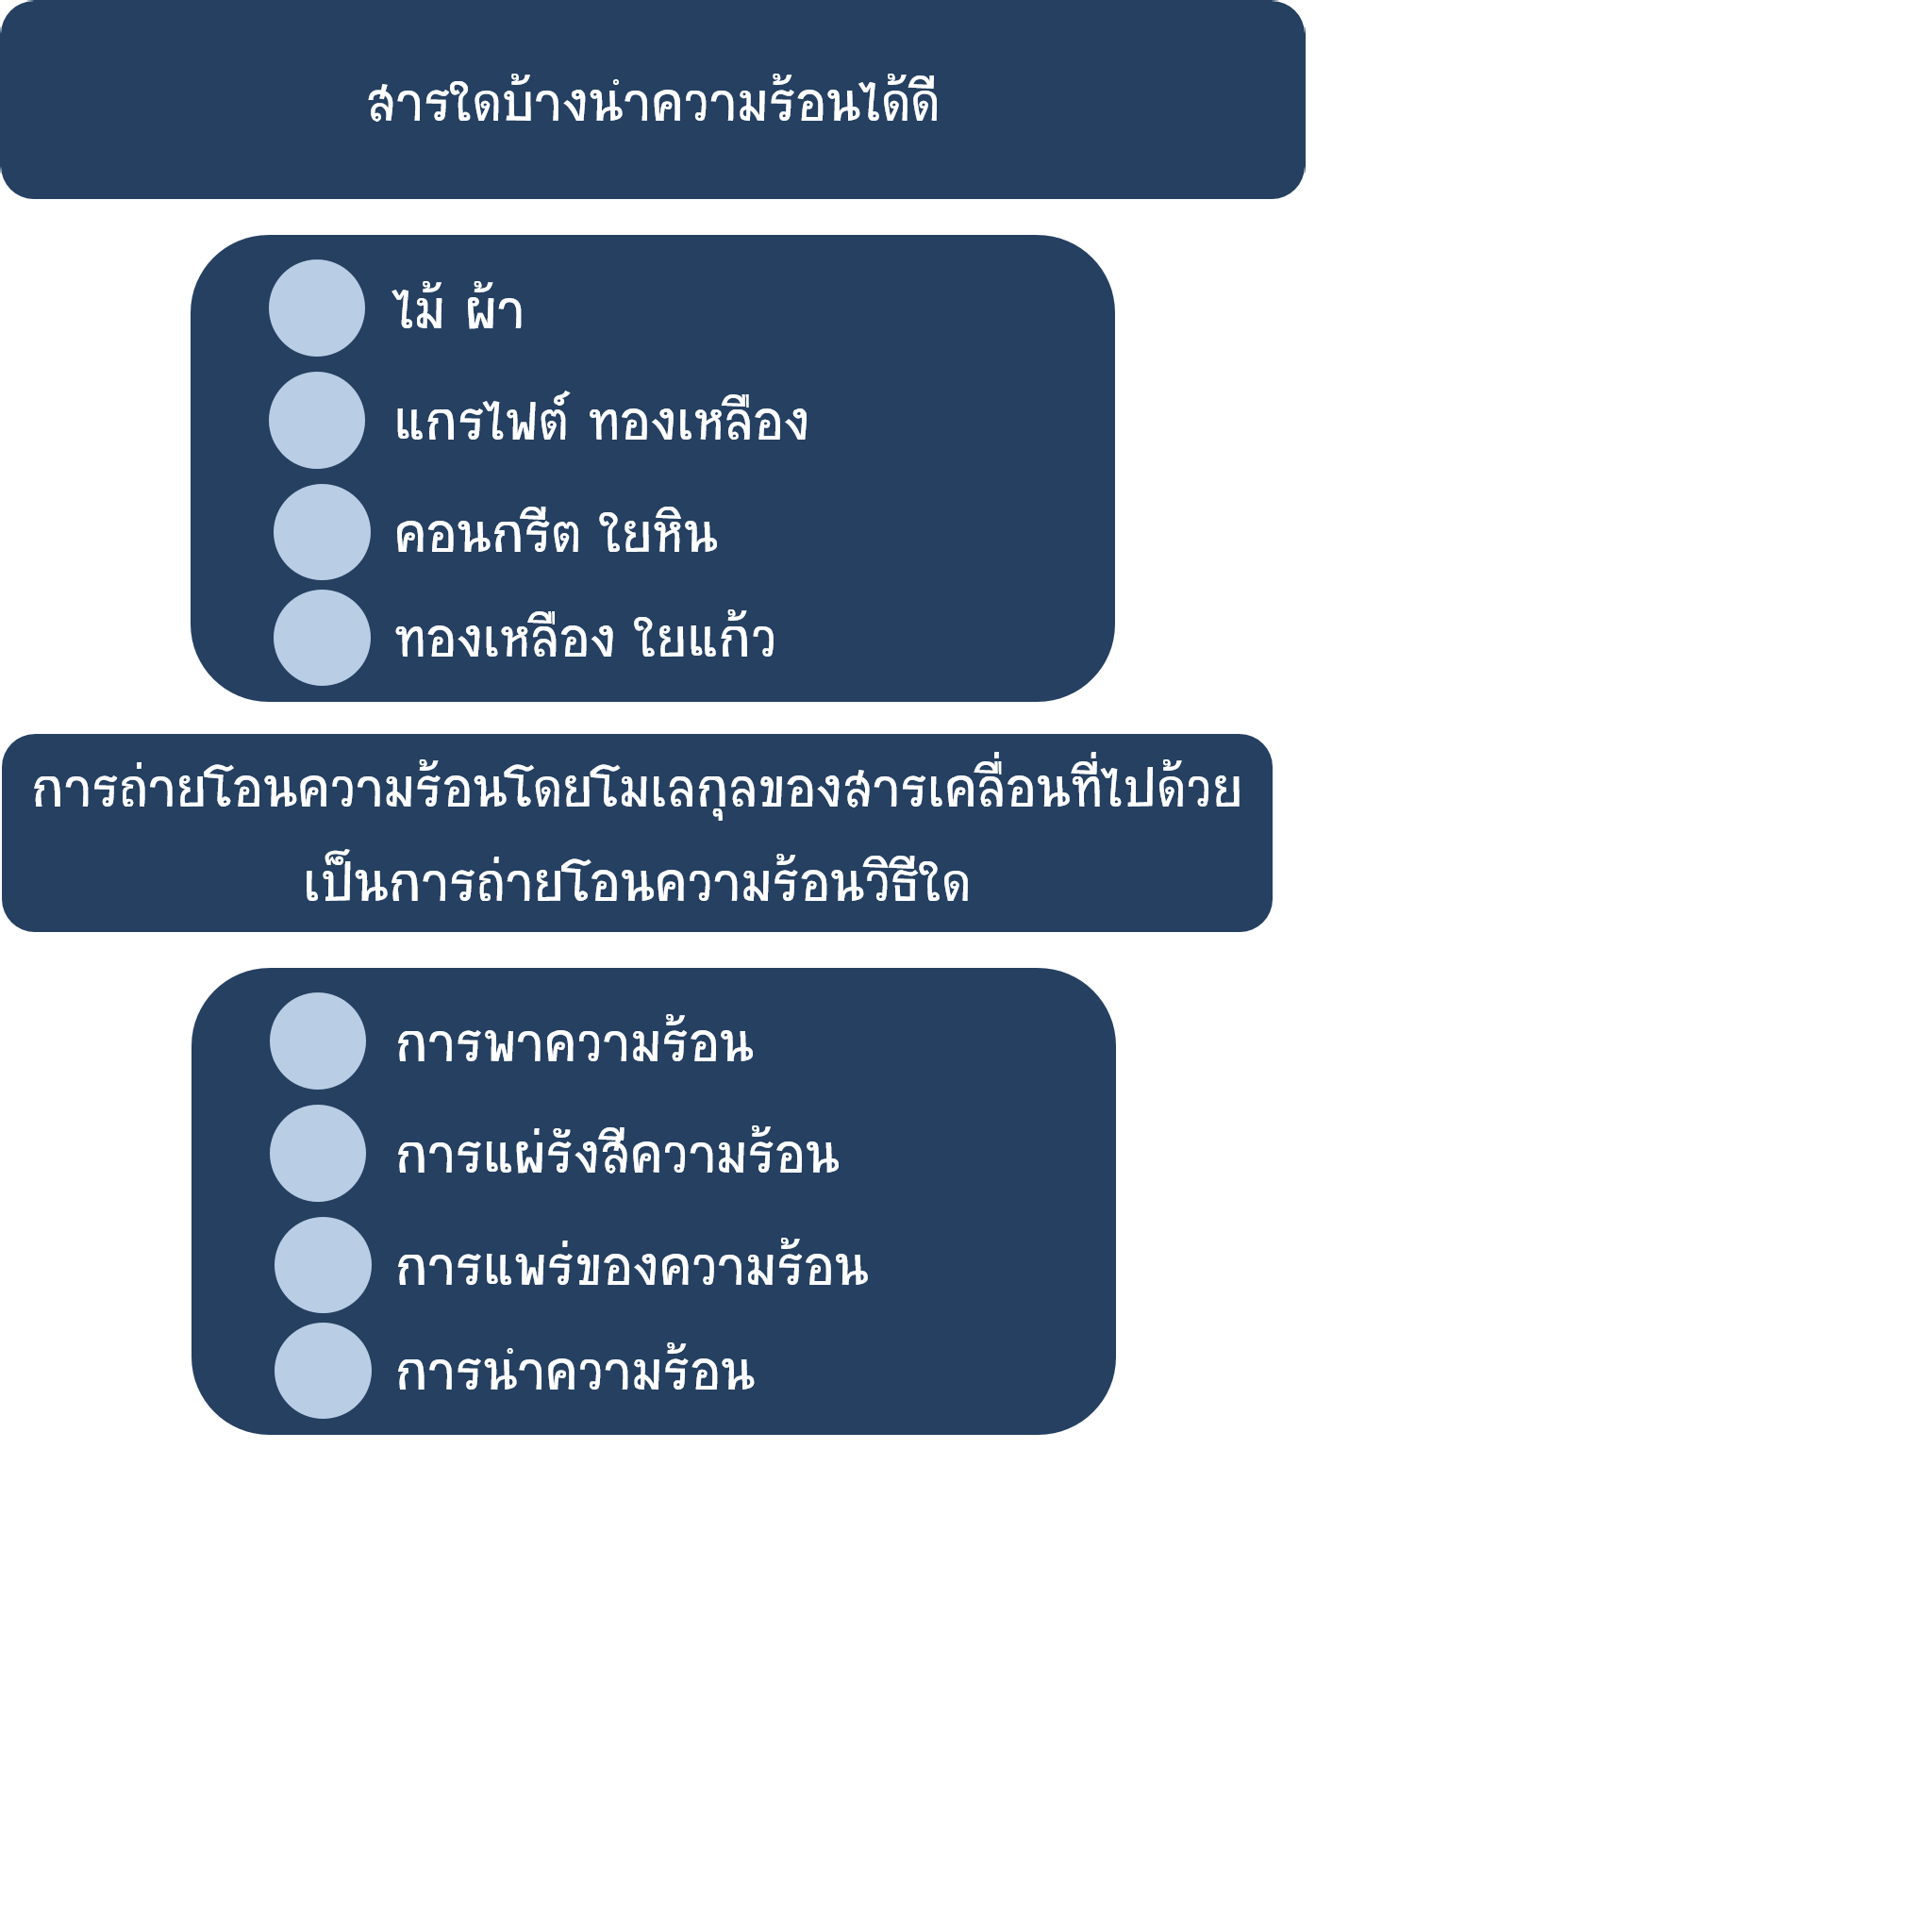 สารใดบ้างนำความร้อนได้ดี
ไม้ ผ้า
แกรไฟต์ ทองเหลือง
คอนกรีต ใยหิน
ทองเหลือง ใยแก้ว
การถ่ายโอนความร้อนโดยโมเลกุลของสารเคลื่อนที่ไปด้วย
เป็นการถ่ายโอนความร้อนวิธีใด
การพาความร้อน
การแผ่รังสีความร้อน
การแพร่ของความร้อน
การนำความร้อน